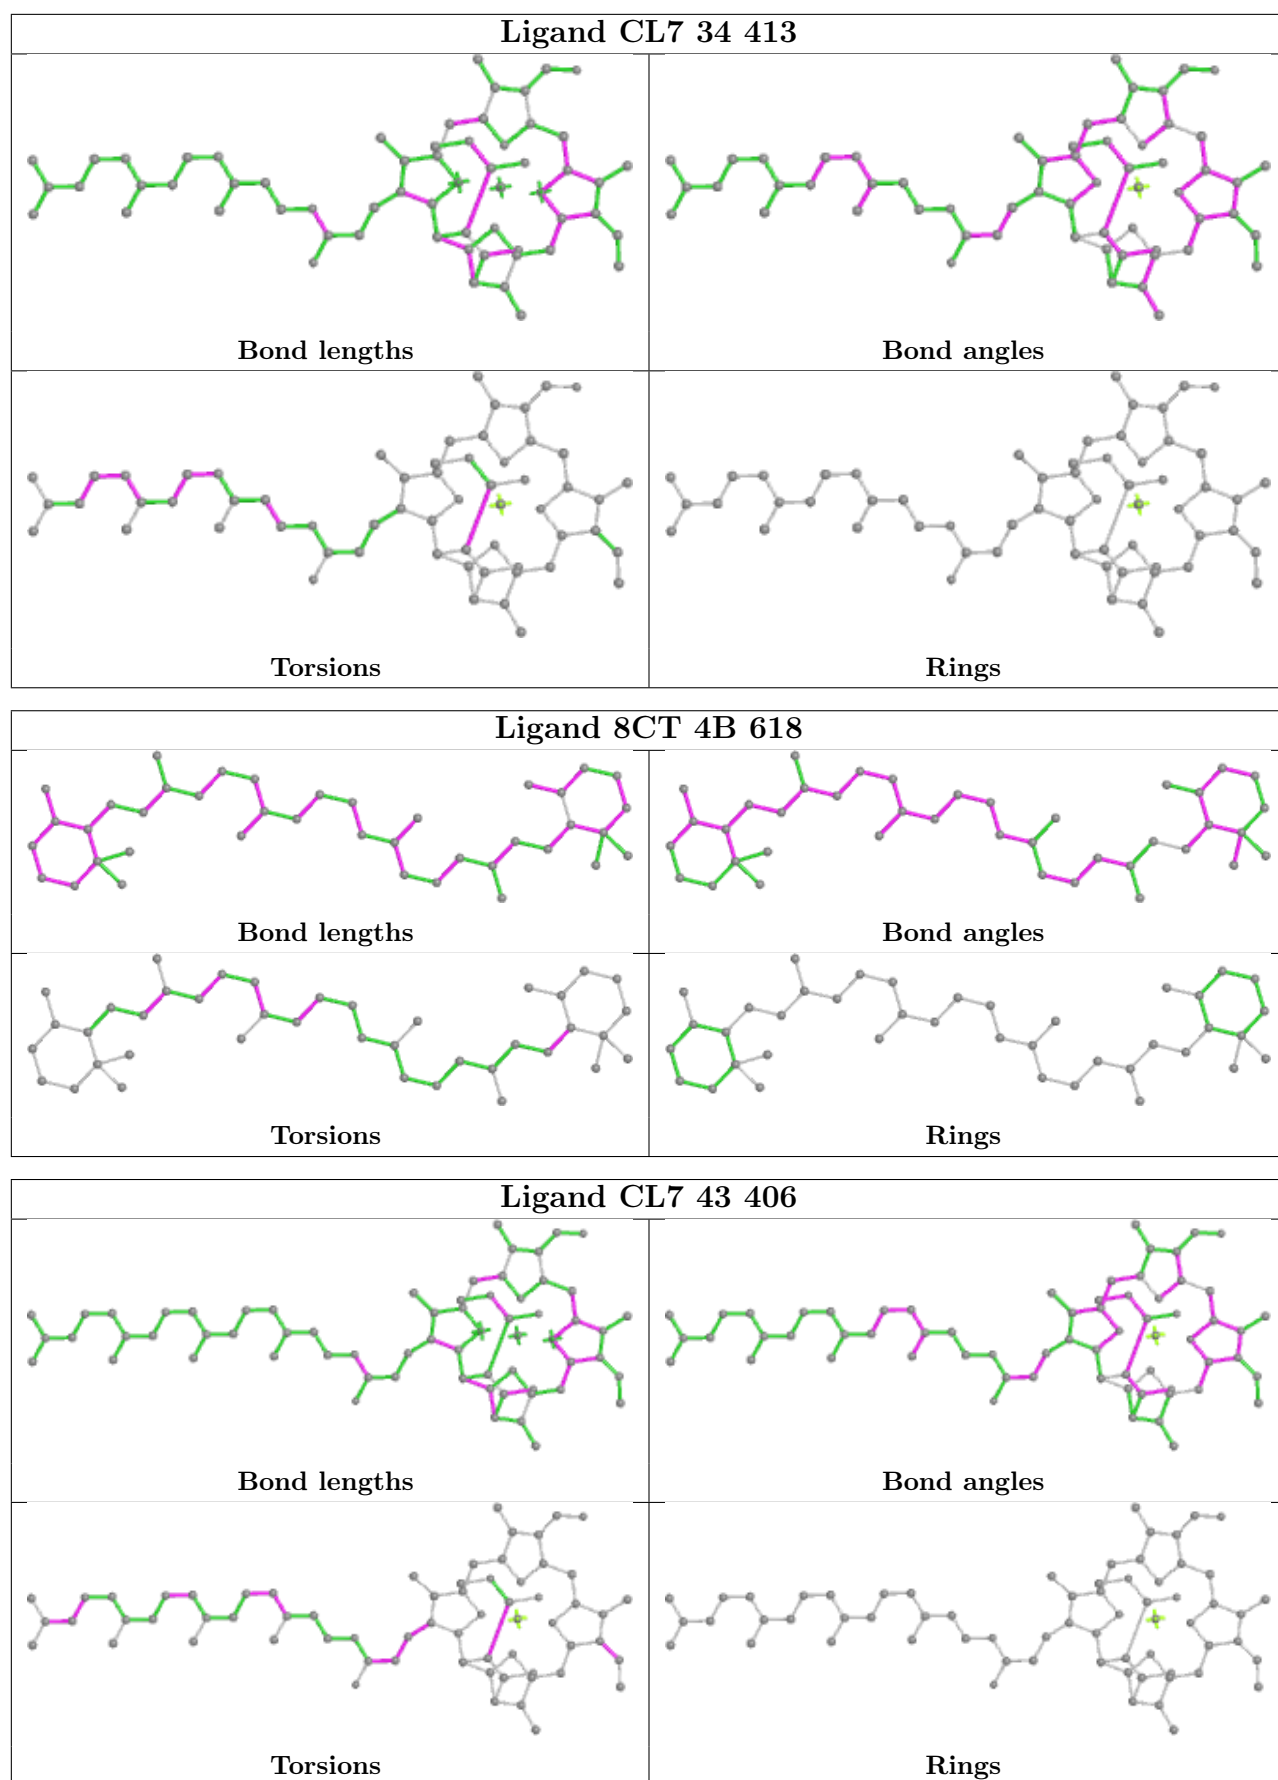 Ligand CL7 34 413
Bond lengths
Bond angles
Torsions
Rings
Ligand 8CT 4B 618
Bond lengths
Bond angles
Torsions
Rings
Ligand CL7 43 406
Bond lengths
Bond angles
Torsions
Rings